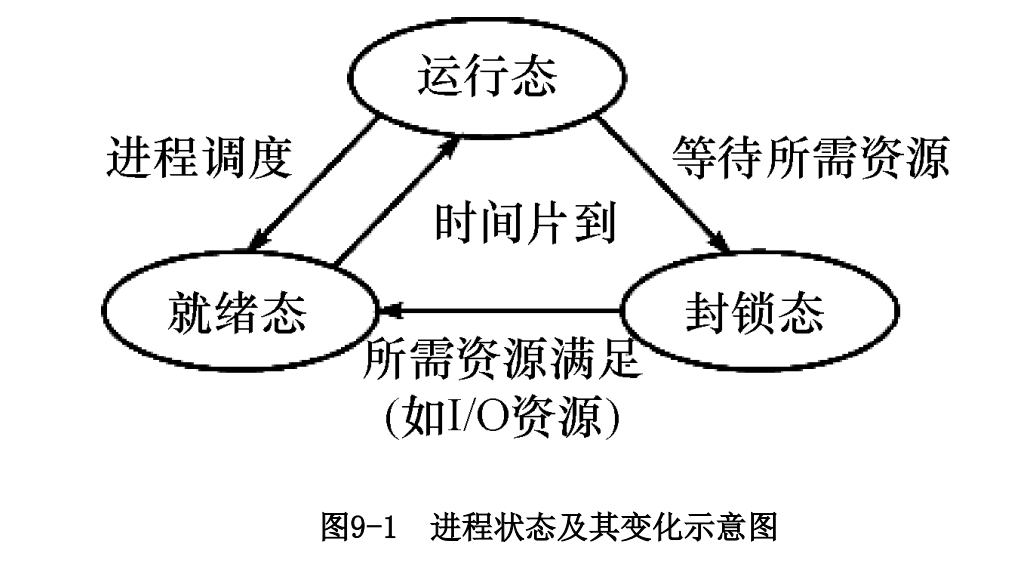 运行态
进程调度
等待所需资源
时间片到
就绪态
封锁态
所需资源满足
(如I/O资源)
图9-1 进程状态及其变化示意图